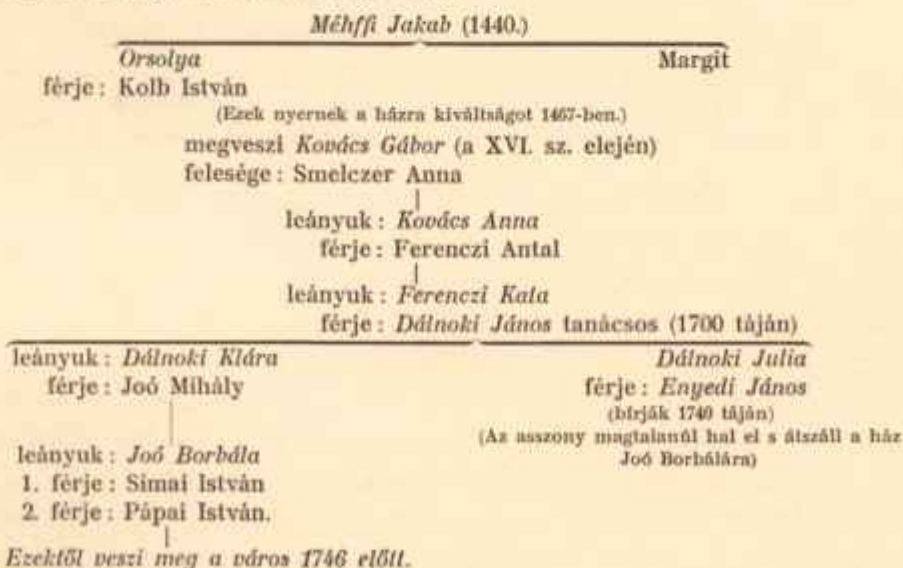 Méhffi Jakab (1440.)
Orsolya Margit
férje: Kolb István
(Ezek nyernek a házra kiváltságot 1467-ben.)
megveszi Kovács Gábor (a XVI. sz. elején)
felesége: Smelczer Anna
leányuk: Kovács Anna
férje: Ferenczi Antal
leányuk: Ferenczi Kata
férje: Dálnoki János tanácsos (1700 táján)
leányuk: Dálnoki Klára
férje: Joó Mihály
Dálnoki Julia
férje: Enyedi János
(bírják 1740 táján)
(Az asszony magtalanúl hal el s átszáll a ház
Joó Borbálára)
leányuk: Joó Borbála
1. férje: Simai István
2. férje: Pápai István.
Ezektől veszi meg a város 1746 előtt.